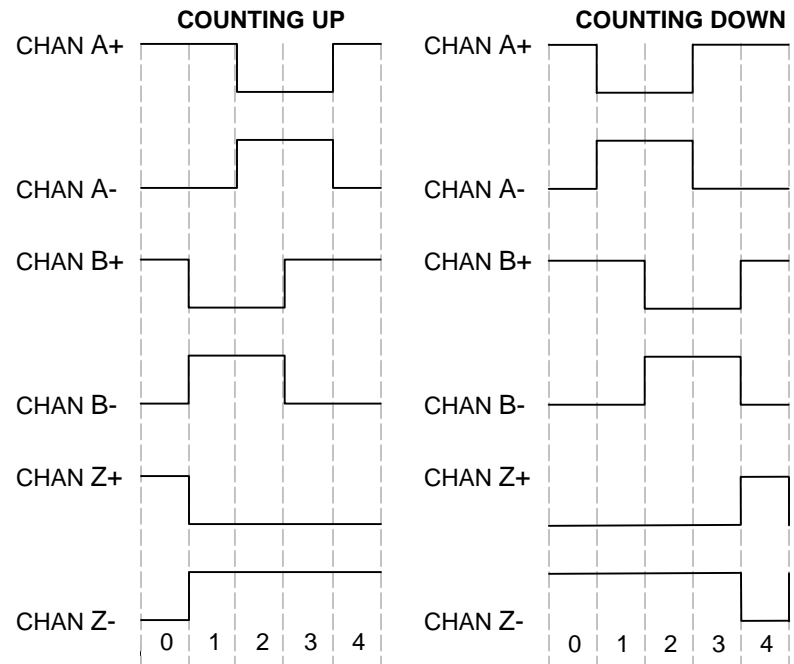 COUNTING UP
CHAN A+
CHAN A-
CHAN B+
CHAN B-
CHAN Z+
CHAN Z-
0 1 2 3 4
COUNTING DOWN
CHAN A+
CHAN A-
CHAN B+
CHAN B-
CHAN Z+
CHAN Z-
0 1 2 3 4